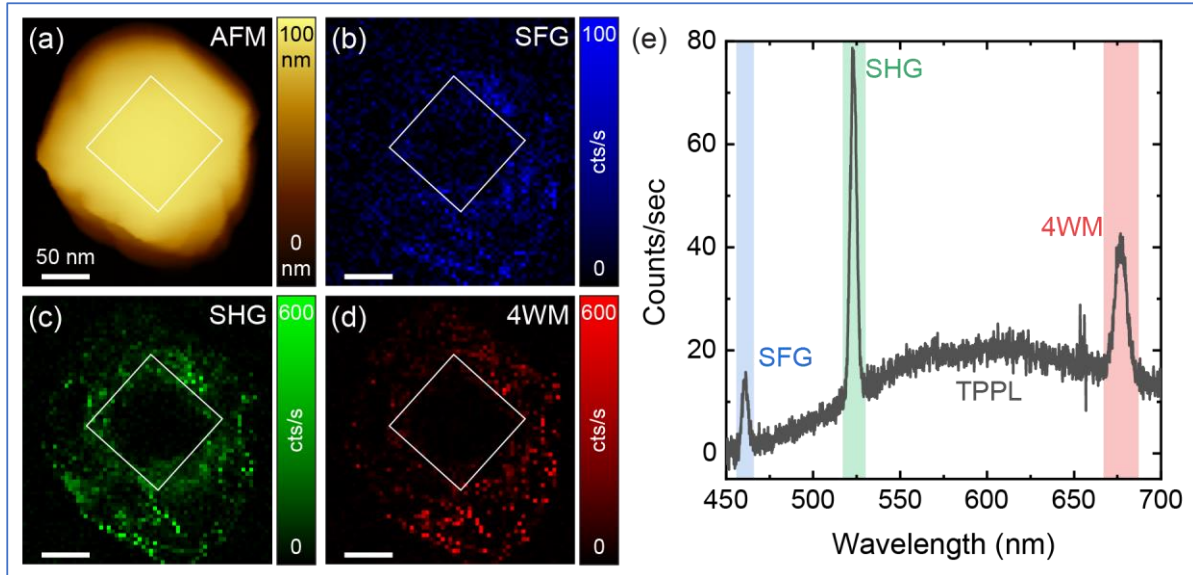 (a) AFM
100
nm
0
nm
50 nm
(b) SFG
100
cts/s
0
(c) SHG
600
cts/s
0
(d) 4WM
600
cts/s
0
(e)
80
60
40
20
0
Counts/sec
SFG
SHG
4WM
TPPL
450 500 550 600 650 700
Wavelength (nm)